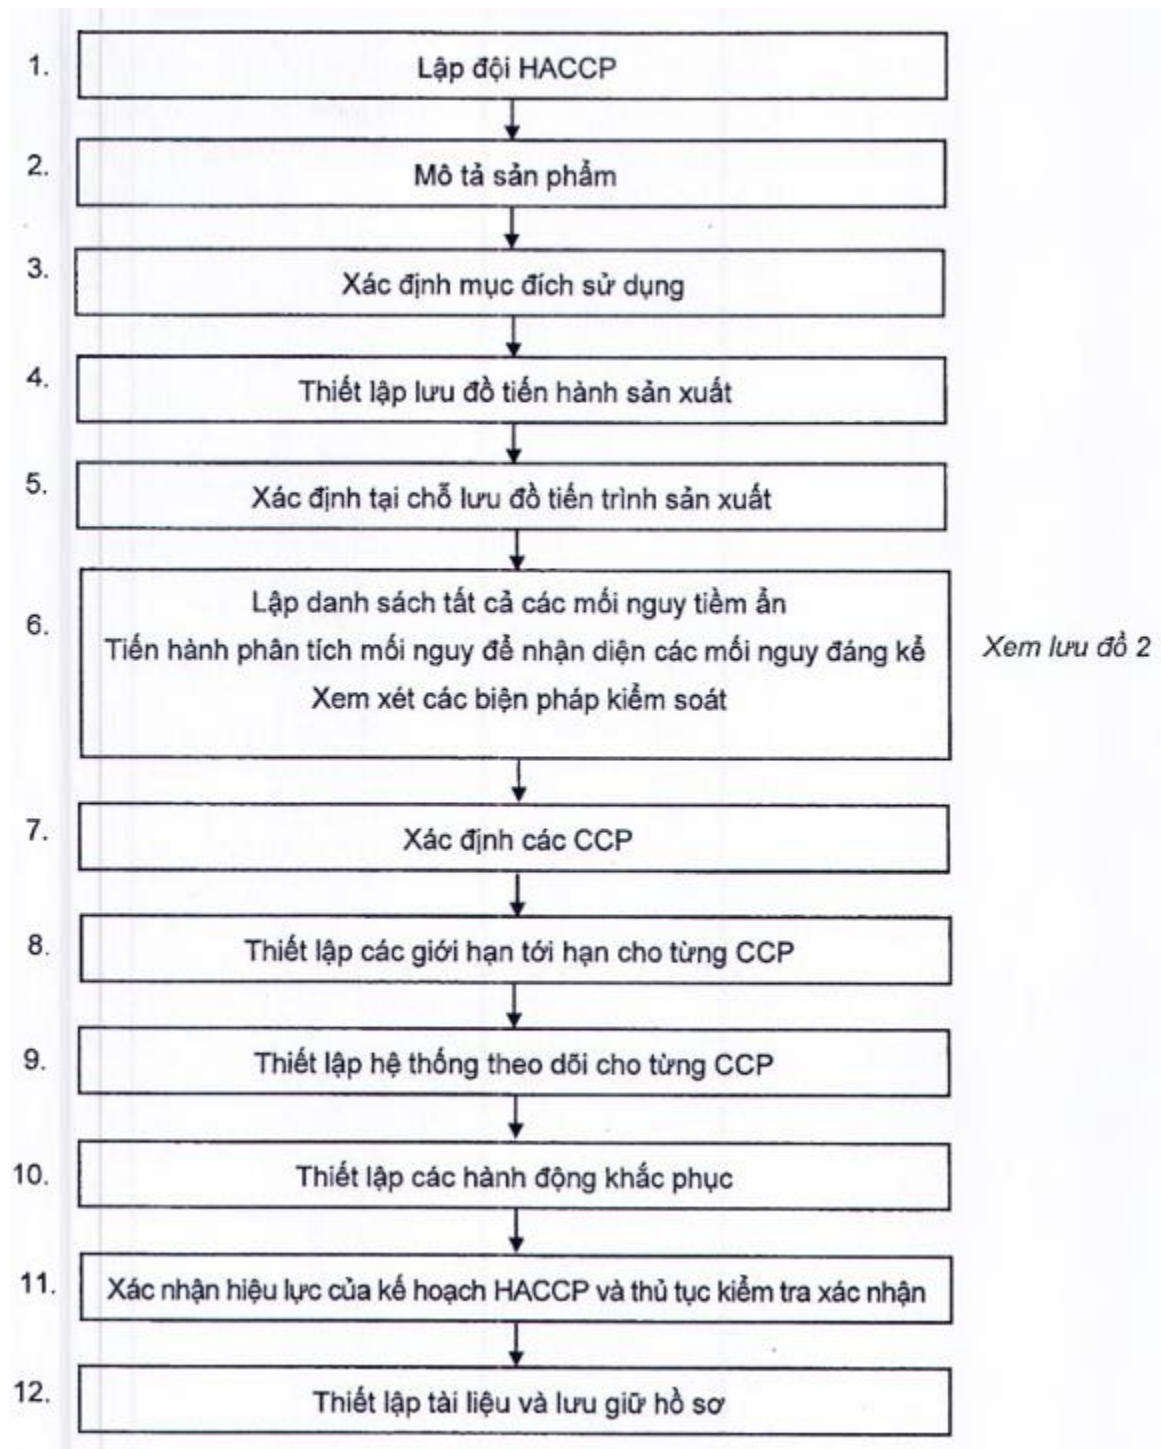 1. Lập đội HACCP
2. Mô tả sản phẩm
3. Xác định mục đích sử dụng
4. Thiết lập lưu đồ tiến hành sản xuất
5. Xác định tại chỗ lưu đồ tiến trình sản xuất
Lập danh sách tất cả các mối nguy tiềm ẩn
6. Tiến hành phân tích mối nguy để nhận diện các mối nguy đáng kể Xem lưu đồ 2
Xem xét các biện pháp kiểm soát
7. Xác định các CCP
8. Thiết lập các giới hạn tới hạn cho từng CCP
9. Thiết lập hệ thống theo dõi cho từng CCP
10. Thiết lập các hành động khắc phục
11. Xác nhận hiệu lực của kế hoạch HACCP và thủ tục kiểm tra xác nhận
12. Thiết lập tài liệu và lưu giữ hồ sơ